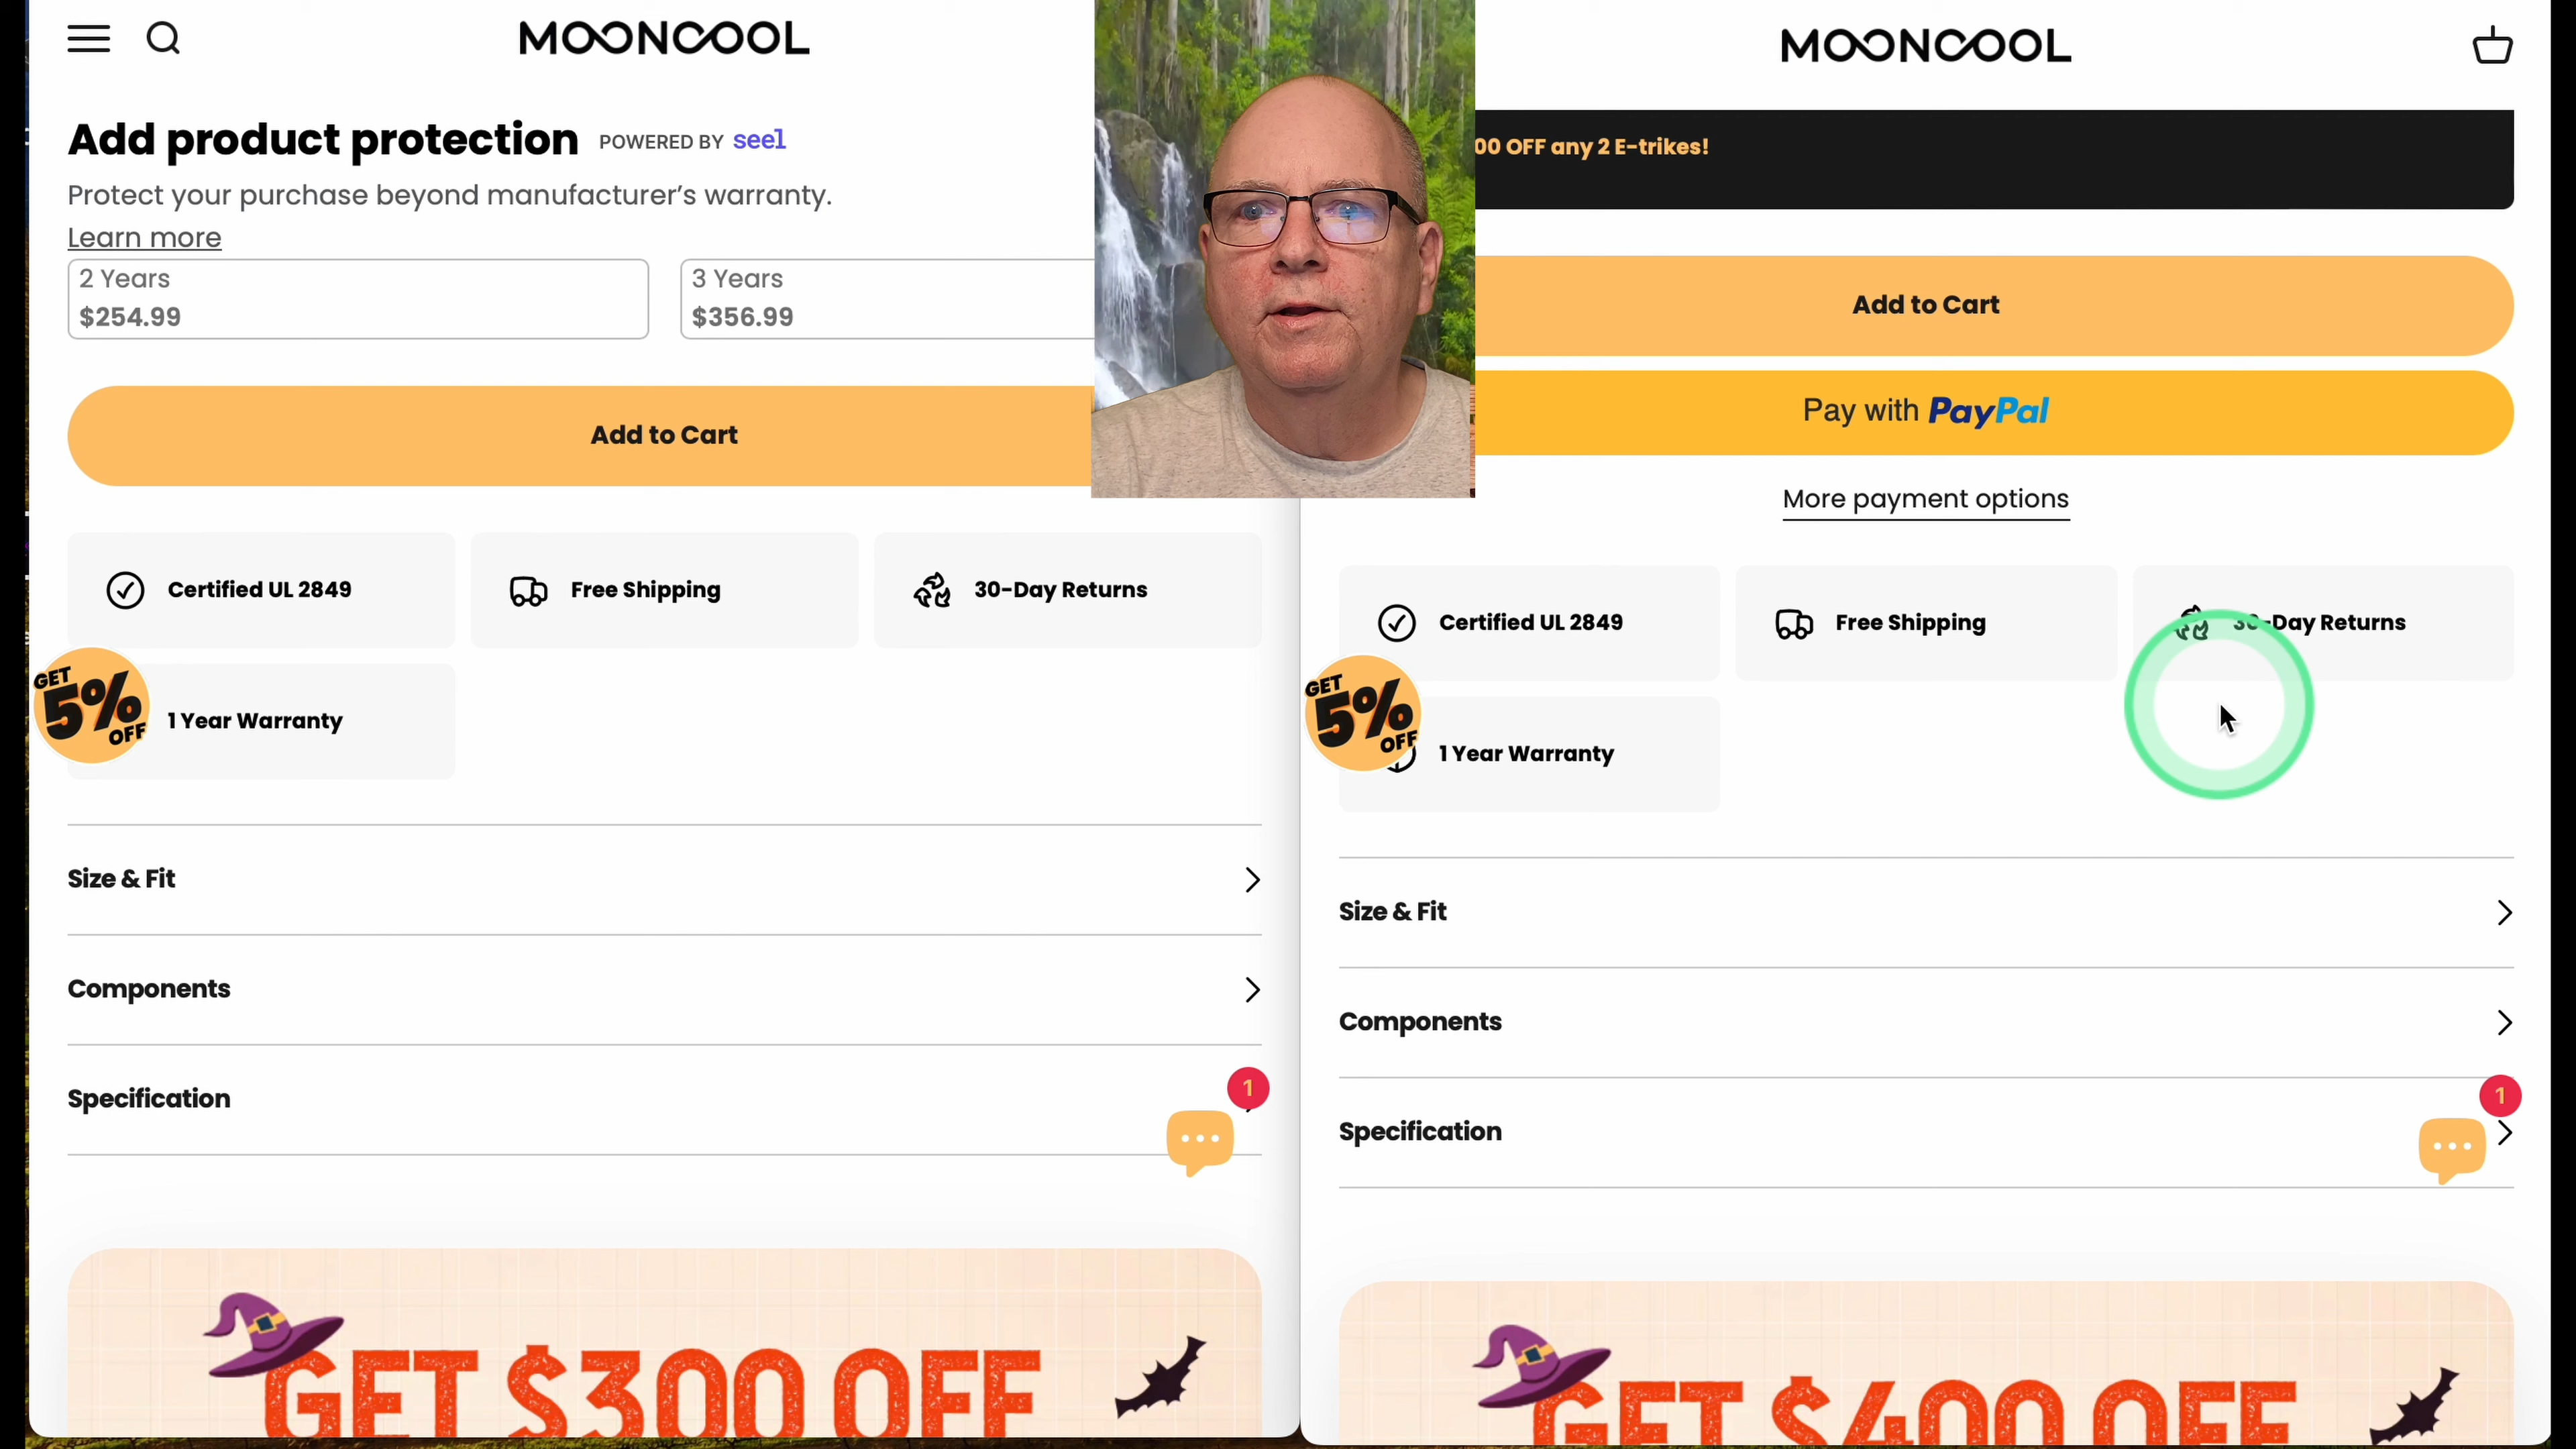 MOONCOOL
Add product protection POWERED BY seel
Protect your purchase beyond manufacturer's warranty.
Learn more
2 Years
$254.99
3 Years
$356.99
Add to Cart
Certified UL 2849
Free Shipping
30-Day Returns
GET
5%
OFF
1 Year Warranty
Size & Fit
Components
Specification
1
GET $300 OFF
MOONCOOL
00 OFF any 2 E-trikes!
Add to Cart
Pay with PayPal
More payment options
Certified UL 2849
Free Shipping
30-Day Returns
GET
5%
OFF
1 Year Warranty
Size & Fit
Components
Specification
1
GET $400 OFF